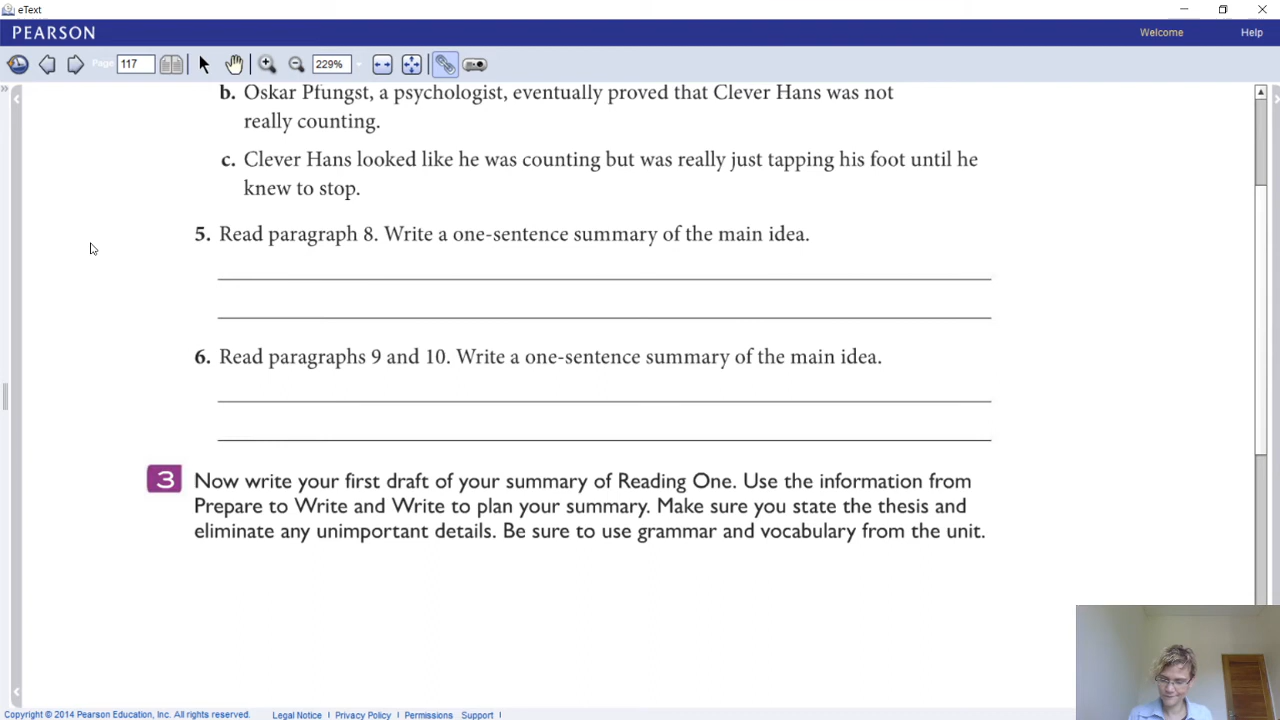 eText
PEARSON
Welcome
Help
Page
117
229%
b. Oskar Pfungst, a psychologist, eventually proved that Clever Hans was not
really counting.
c. Clever Hans looked like he was counting but was really just tapping his foot until he
knew to stop.
5. Read paragraph 8. Write a one-sentence summary of the main idea.
6. Read paragraphs 9 and 10. Write a one-sentence summary of the main idea.
3 Now write your first draft of your summary of Reading One. Use the information from
Prepare to Write and Write to plan your summary. Make sure you state the thesis and
eliminate any unimportant details. Be sure to use grammar and vocabulary from the unit.
Copyright © 2014 Pearson Education, Inc. All rights reserved. Legal Notice | Privacy Policy | Permissions Support |